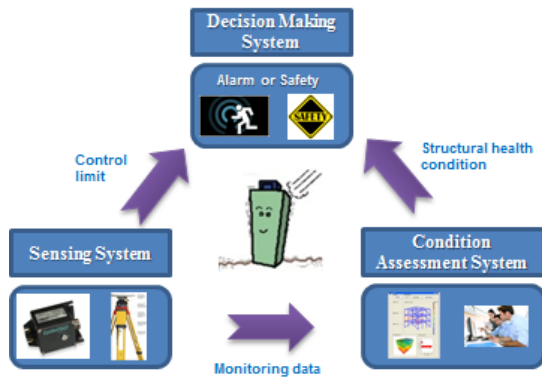 Decision Making
System
Alarm or Safety
SAFETY
Control
limit
Structural health
condition
Sensing System
Condition
Assessment System
Monitoring data